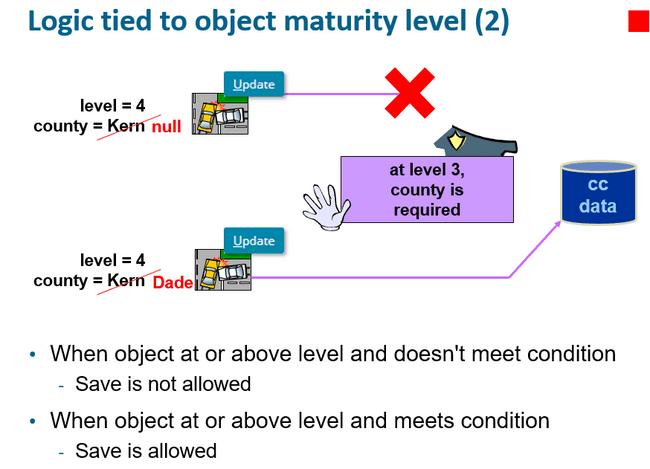 Logic tied to object maturity level (2)
Update
level = 4
county = Kern null
at level 3,
county is
required
cc
data
Update
level = 4
county = Kern Dade
• When object at or above level and doesn't meet condition
- Save is not allowed
• When object at or above level and meets condition
- Save is allowed